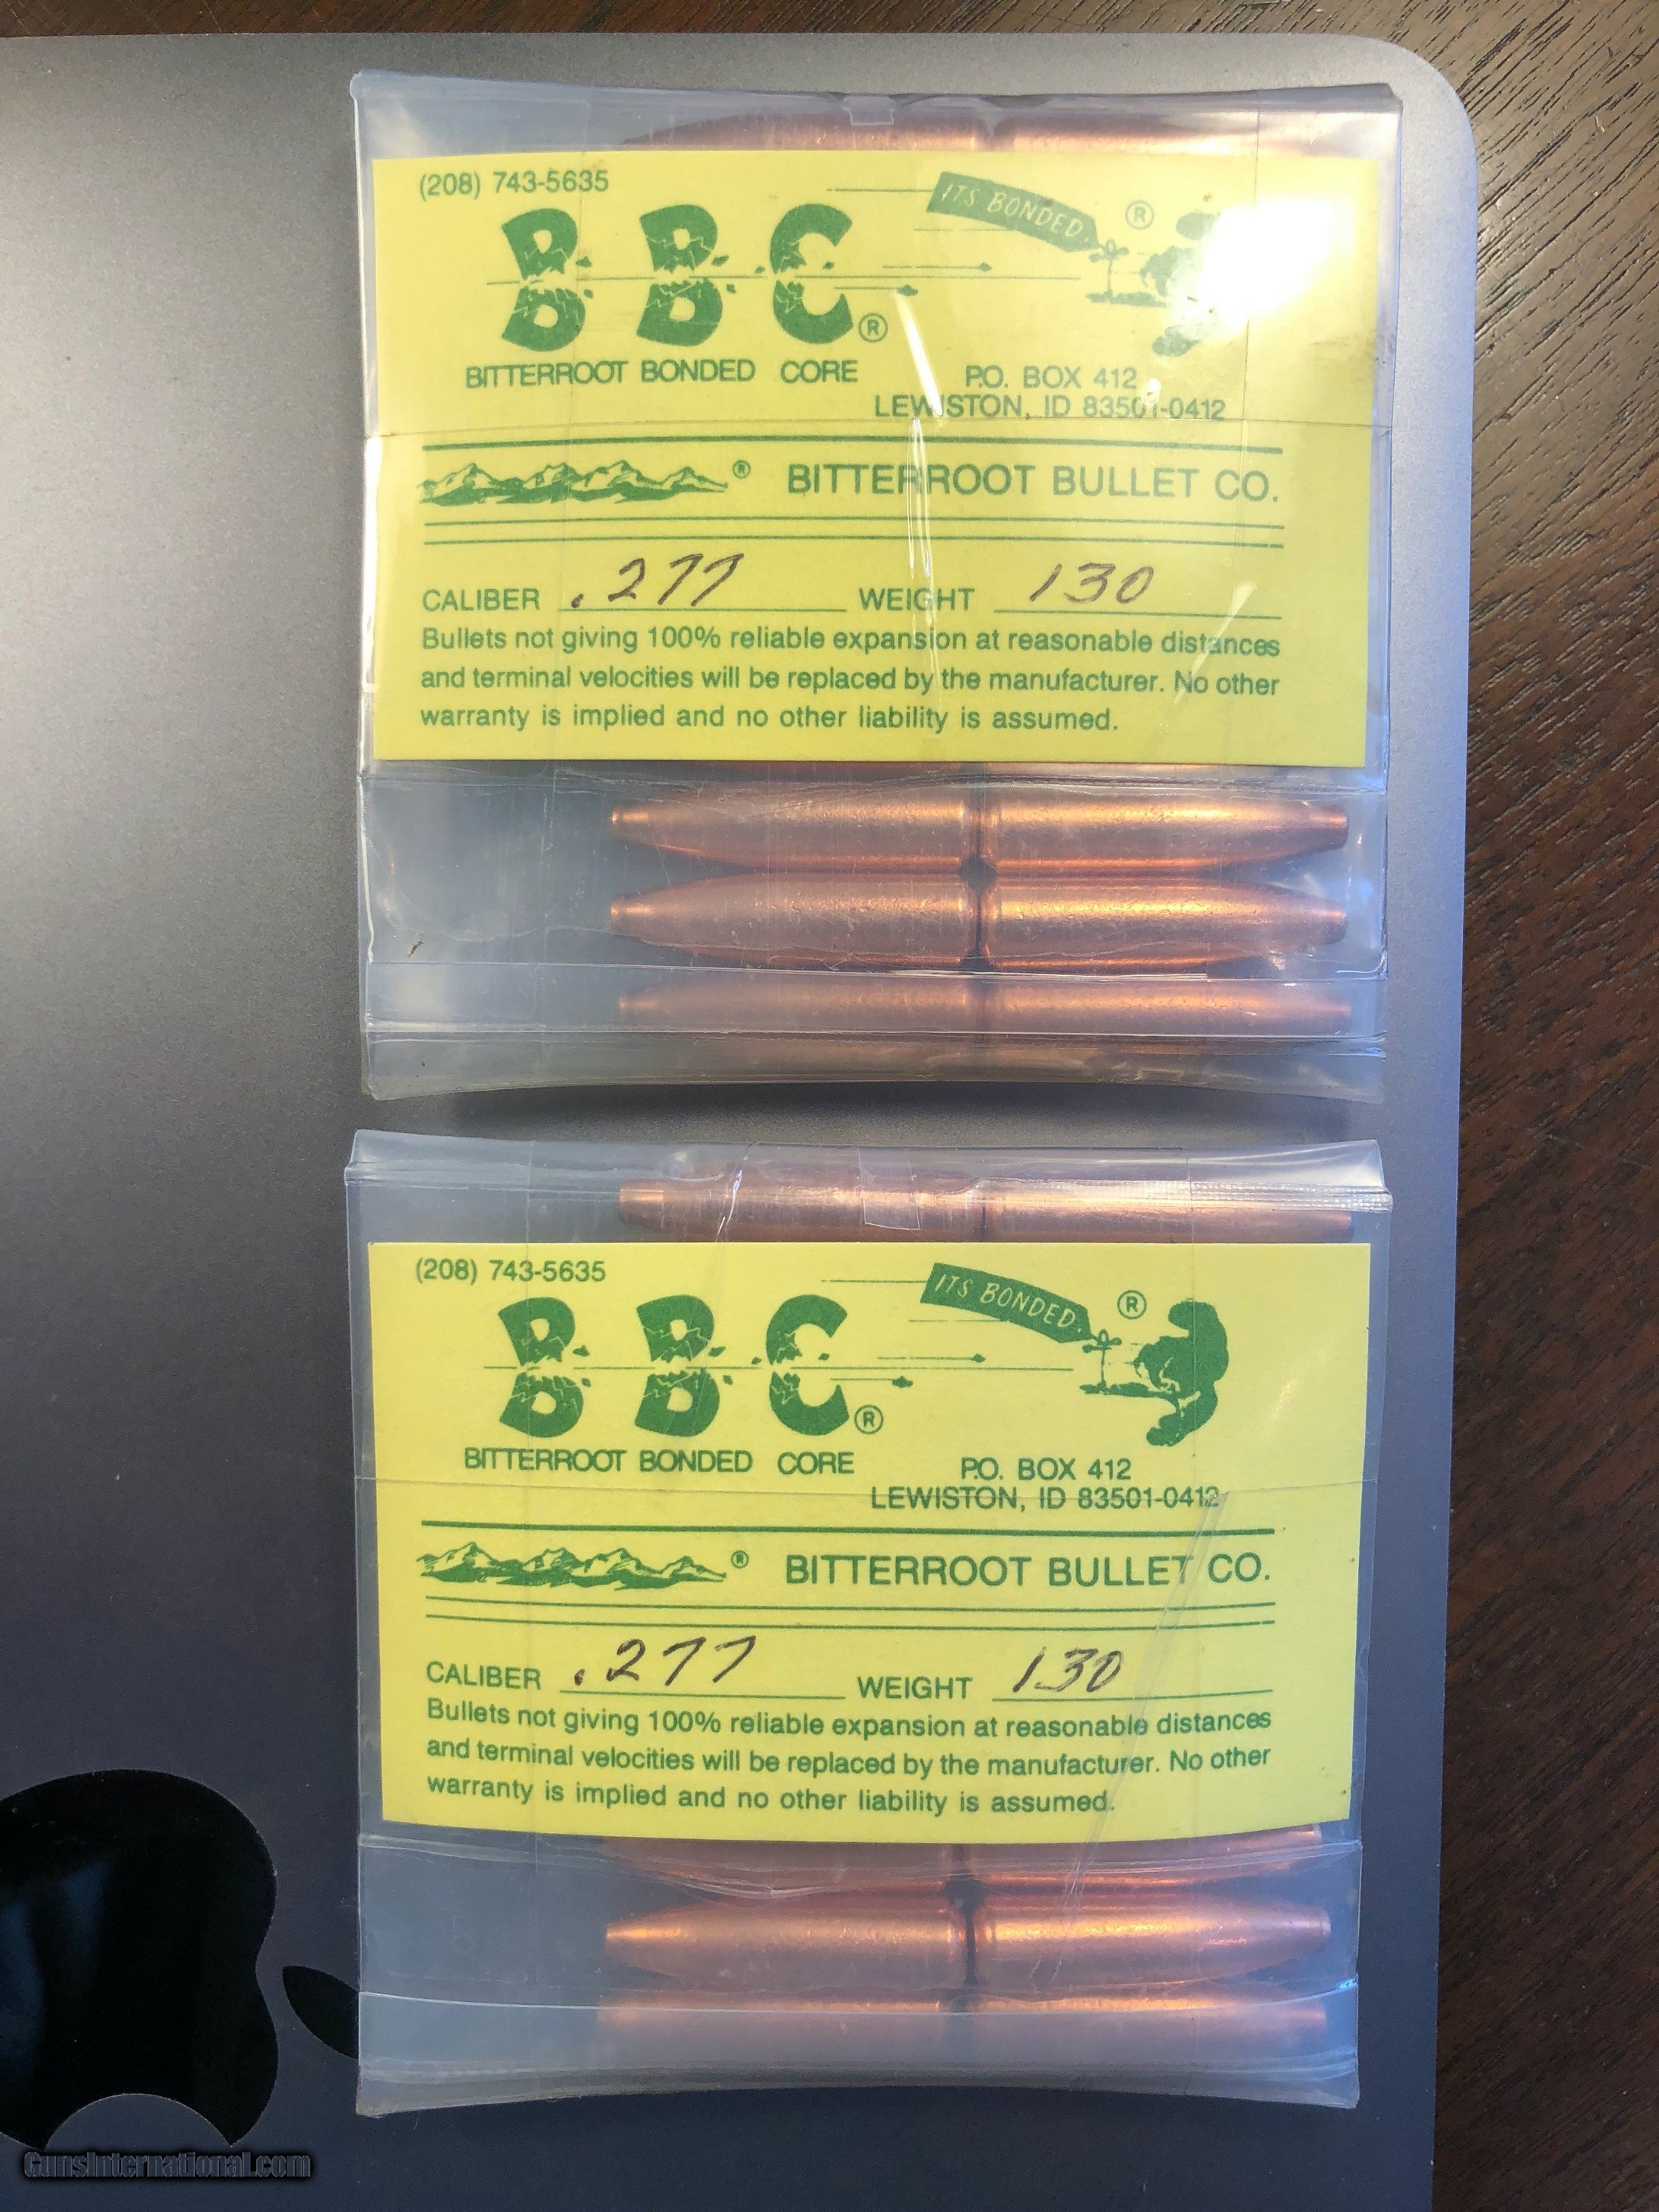 (208) 743-5635
ITS BONDED.
®
B B C ®
BITTERROOT BONDED CORE
P.O. BOX 412
LEWISTON, ID 83501-0412
® BITTERROOT BULLET CO.
CALIBER .277 WEIGHT 130
Bullets not giving 100% reliable expansion at reasonable distances
and terminal velocities will be replaced by the manufacturer. No other
warranty is implied and no other liability is assumed.
(208) 743-5635
ITS BONDED.
®
B B C ®
BITTERROOT BONDED CORE
P.O. BOX 412
LEWISTON, ID 83501-0412
® BITTERROOT BULLET CO.
CALIBER .277 WEIGHT 130
Bullets not giving 100% reliable expansion at reasonable distances
and terminal velocities will be replaced by the manufacturer. No other
warranty is implied and no other liability is assumed.
GunsInternational.com